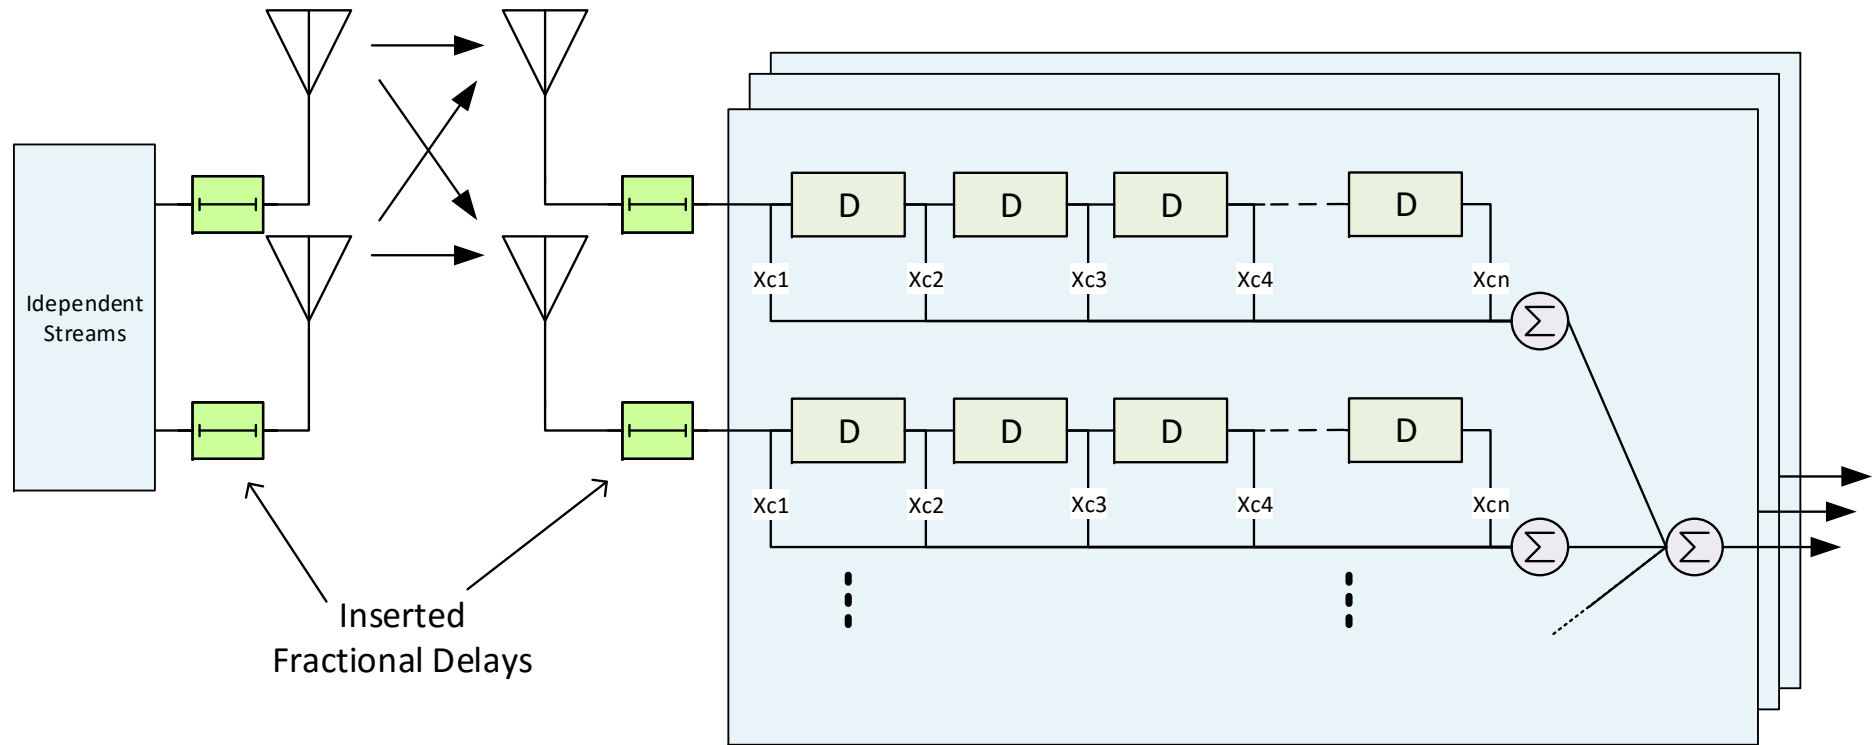 Idependent
Streams
D D D D
Xc1 Xc2 Xc3 Xc4 Xcn
Σ
D D D D
Xc1 Xc2 Xc3 Xc4 Xcn
Σ Σ
Inserted
Fractional Delays